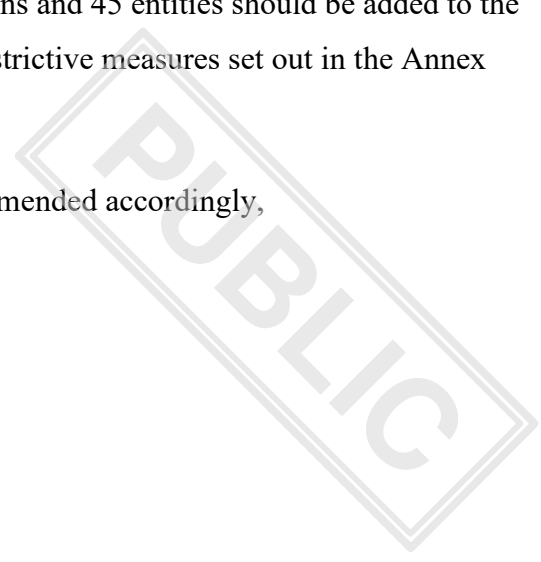 ns and 45 entities should be added to the
strictive measures set out in the Annex
mended accordingly,
PUBLIC